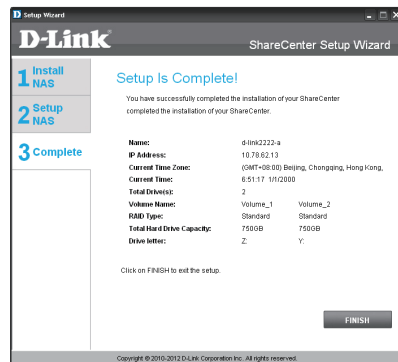 D Setup Wizard
D-Link
ShareCenter Setup Wizard
1 Install NAS
2 Setup NAS
3 Complete
Setup Is Complete!
You have successfully completed the installation of your ShareCenter
completed the installation of your ShareCenter.
Name: d-link2222-a
IP Address: 10.78.62.13
Current Time Zone: (GMT+08:00) Beijing, Chongqing, Hong Kong,
Current Time: 6:51:17 1/1/2000
Total Drive(s): 2
Volume Name: Volume_1 Volume_2
RAID Type: Standard Standard
Total Hard Drive Capacity: 750GB 750GB
Drive letter: Z: Y:
Click on FINISH to exit the setup.
FINISH
Copyright © 2010-2012 D-Link Corporation Inc. All rights reserved.